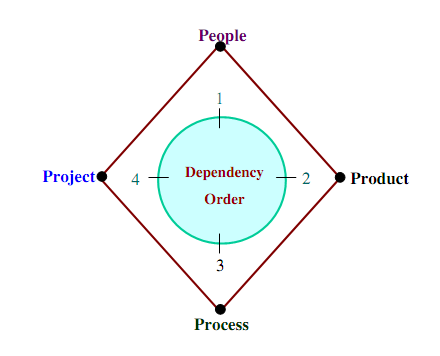 People
1
Project
4
Dependency
Order
2
Product
3
Process